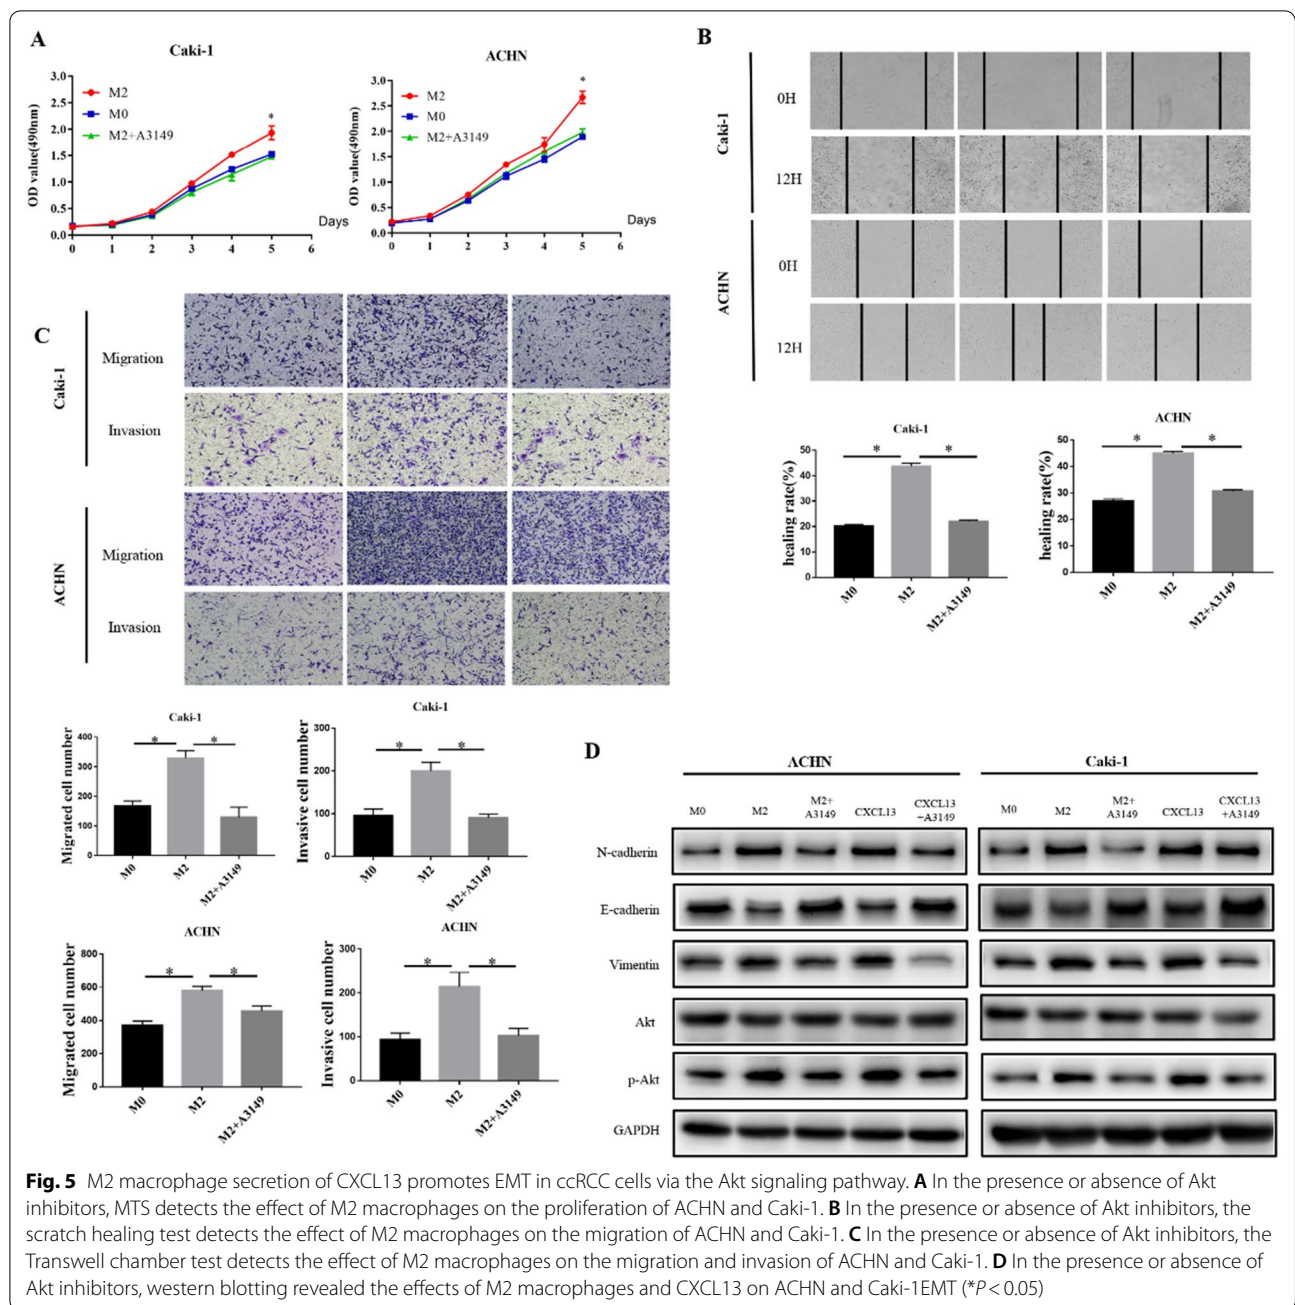 A
Caki-1
3.0
2.5
2.0
1.5
1.0
0.5
0.0
OD value(490nm)
M2
M0
M2+A3149
*
0 1 2 3 4 5 6
Days
ACHN
3.0
2.5
2.0
1.5
1.0
0.5
0.0
OD value(490nm)
M2
M0
M2+A3149
*
0 1 2 3 4 5 6
Days
B
Caki-1
0H
12H
ACHN
0H
12H
Caki-1
healing rate(%)
50
40
30
20
10
0
* *
M0 M2 M2+A3149
ACHN
healing rate(%)
50
40
30
20
10
0
* *
M0 M2 M2+A3149
C
Caki-1
Migration
Invasion
ACHN
Migration
Invasion
Caki-1
Migrated cell number
400
300
200
100
0
* *
M0 M2 M2+A3149
Caki-1
Invasive cell number
300
200
100
0
* *
M0 M2 M2+A3149
ACHN
Migrated cell number
800
600
400
200
0
* *
M0 M2 M2+A3149
ACHN
Invasive cell number
300
200
100
0
* *
M0 M2 M2+A3149
D
ACHN Caki-1
M0 M2 M2+ A3149 CXCL13 CXCL13 +A3149 M0 M2 M2+ A3149 CXCL13 CXCL13 +A3149
N-cadherin
E-cadherin
Vimentin
Akt
p-Akt
GAPDH
Fig. 5 M2 macrophage secretion of CXCL13 promotes EMT in ccRCC cells via the Akt signaling pathway. A In the presence or absence of Akt
inhibitors, MTS detects the effect of M2 macrophages on the proliferation of ACHN and Caki-1. B In the presence or absence of Akt inhibitors, the
scratch healing test detects the effect of M2 macrophages on the migration of ACHN and Caki-1. C In the presence or absence of Akt inhibitors, the
Transwell chamber test detects the effect of M2 macrophages on the migration and invasion of ACHN and Caki-1. D In the presence or absence of
Akt inhibitors, western blotting revealed the effects of M2 macrophages and CXCL13 on ACHN and Caki-1EMT (*P < 0.05)